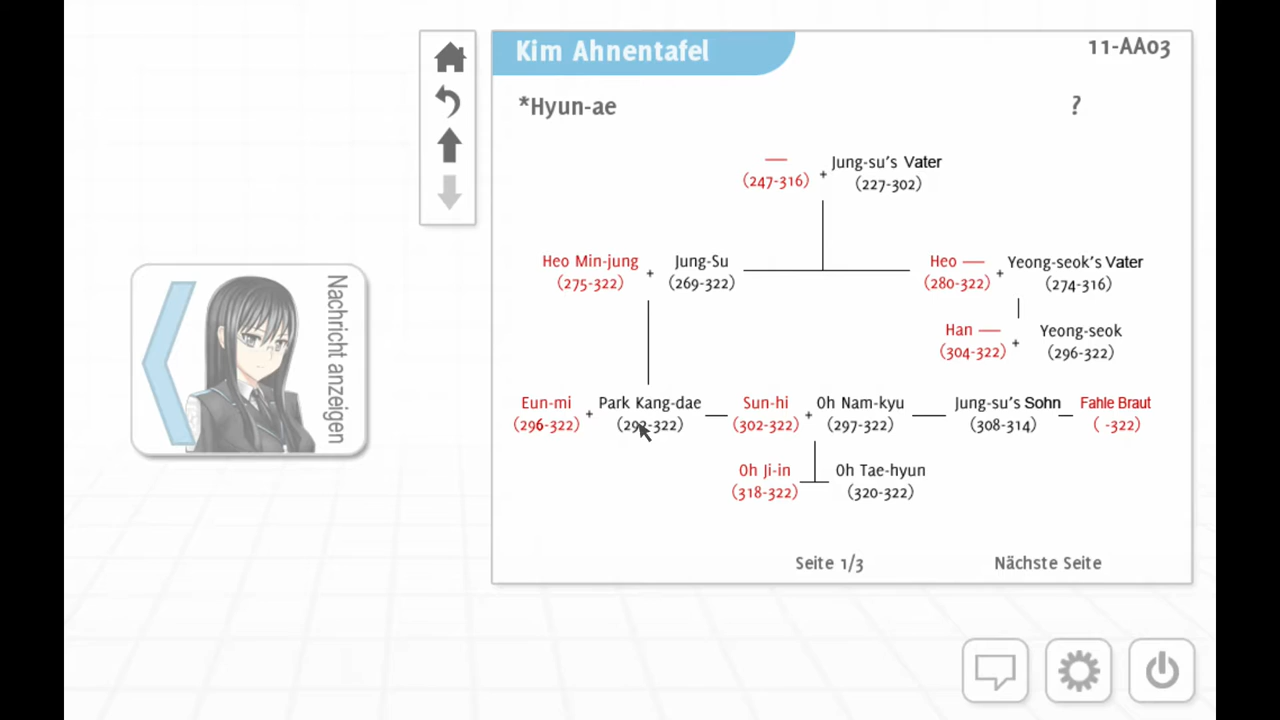 Kim Ahnentafel
11-AA03
*Hyun-ae
?
—
(247-316)
+
Jung-su's Vater
(227-302)
Heo Min-jung
(275-322)
+
Jung-Su
(269-322)
Heo —
(280-322)
+
Yeong-seok's Vater
(274-316)
Han —
(304-322)
+
Yeong-seok
(296-322)
Eun-mi
(296-322)
+
Park Kang-dae
Sun-hi
(302-322)
+
Oh Nam-kyu
(297-322)
Jung-su's Sohn
(308-314)
Fahle Braut
( -322)
Oh Ji-in
(318-322)
Oh Tae-hyun
(320-322)
Seite 1/3
Nächste Seite
Nachricht anzeigen